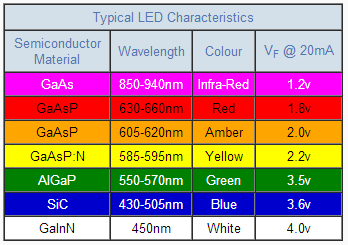 Typical LED Characteristics
Semiconductor Material Wavelength Colour VF @ 20mA
GaAs 850-940nm Infra-Red 1.2v
GaAsP 630-660nm Red 1.8v
GaAsP 605-620nm Amber 2.0v
GaAsP:N 585-595nm Yellow 2.2v
AlGaP 550-570nm Green 3.5v
SiC 430-505nm Blue 3.6v
GaInN 450nm White 4.0v